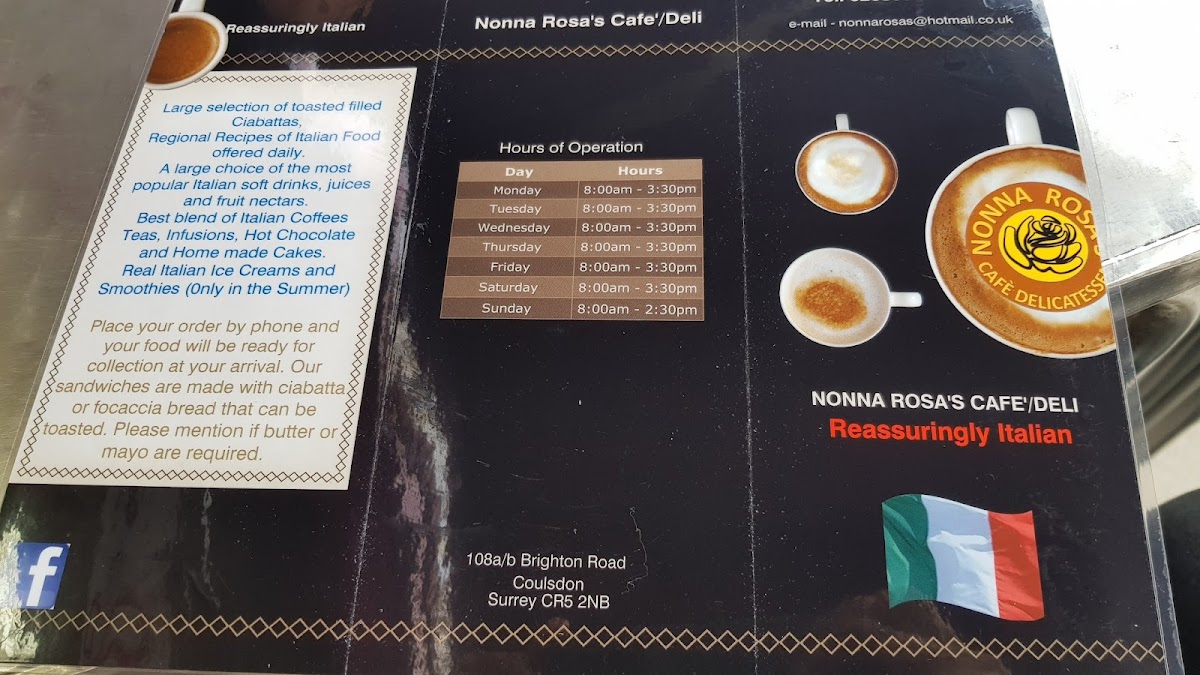 Reassuringly Italian
Large selection of toasted filled
Ciabattas,
Regional Recipes of Italian Food
offered daily.
A large choice of the most
popular Italian soft drinks, juices
and fruit nectars.
Best blend of Italian Coffees
Teas, Infusions, Hot Chocolate
and Home made Cakes.
Real Italian Ice Creams and
Smoothies (0nly in the Summer)
Place your order by phone and
your food will be ready for
collection at your arrival. Our
sandwiches are made with ciabatta
or focaccia bread that can be
toasted. Please mention if butter or
mayo are required.
f
Nonna Rosa's Cafe'/Deli
Hours of Operation
Day Hours
Monday 8:00am - 3:30pm
Tuesday 8:00am - 3:30pm
Wednesday 8:00am - 3:30pm
Thursday 8:00am - 3:30pm
Friday 8:00am - 3:30pm
Saturday 8:00am - 3:30pm
Sunday 8:00am - 2:30pm
108a/b Brighton Road
Coulsdon
Surrey CR5 2NB
e-mail - nonnarosas@hotmail.co.uk
NONNA ROSA'S
CAFÈ DELICATESSE
NONNA ROSA'S CAFE'/DELI
Reassuringly Italian